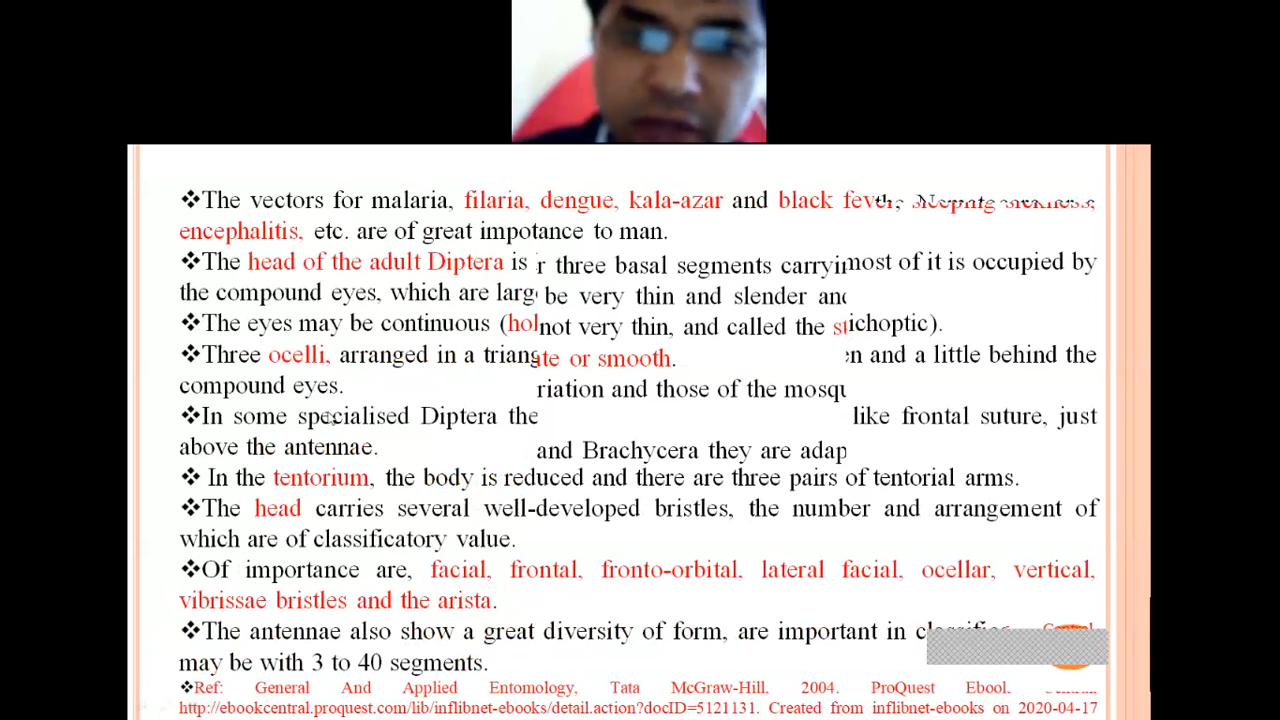 ❖The vectors for malaria, filaria, dengue, kala-azar and black fever,
encephalitis, etc. are of great impotance to man.
❖The head of the adult Diptera is r three basal segments carryin most of it is occupied by
the compound eyes, which are larg be very thin and slender and
❖The eyes may be continuous (hol not very thin, and called the st ichoptic).
❖Three ocelli, arranged in a triang ate or smooth. n and a little behind the
compound eyes. riation and those of the mosqu
❖In some specialised Diptera the like frontal suture, just
above the antennae. and Brachycera they are adap
❖ In the tentorium, the body is reduced and there are three pairs of tentorial arms.
❖The head carries several well-developed bristles, the number and arrangement of
which are of classificatory value.
❖Of importance are, facial, frontal, fronto-orbital, lateral facial, ocellar, vertical,
vibrissae bristles and the arista.
❖The antennae also show a great diversity of form, are important in
may be with 3 to 40 segments.
❖Ref: General And Applied Entomology, Tata McGraw-Hill, 2004. ProQuest
http://ebookcentral.proquest.com/lib/inflibnet-ebooks/detail.action?docID=5121131. Created from inflibnet-ebooks on 2020-04-17